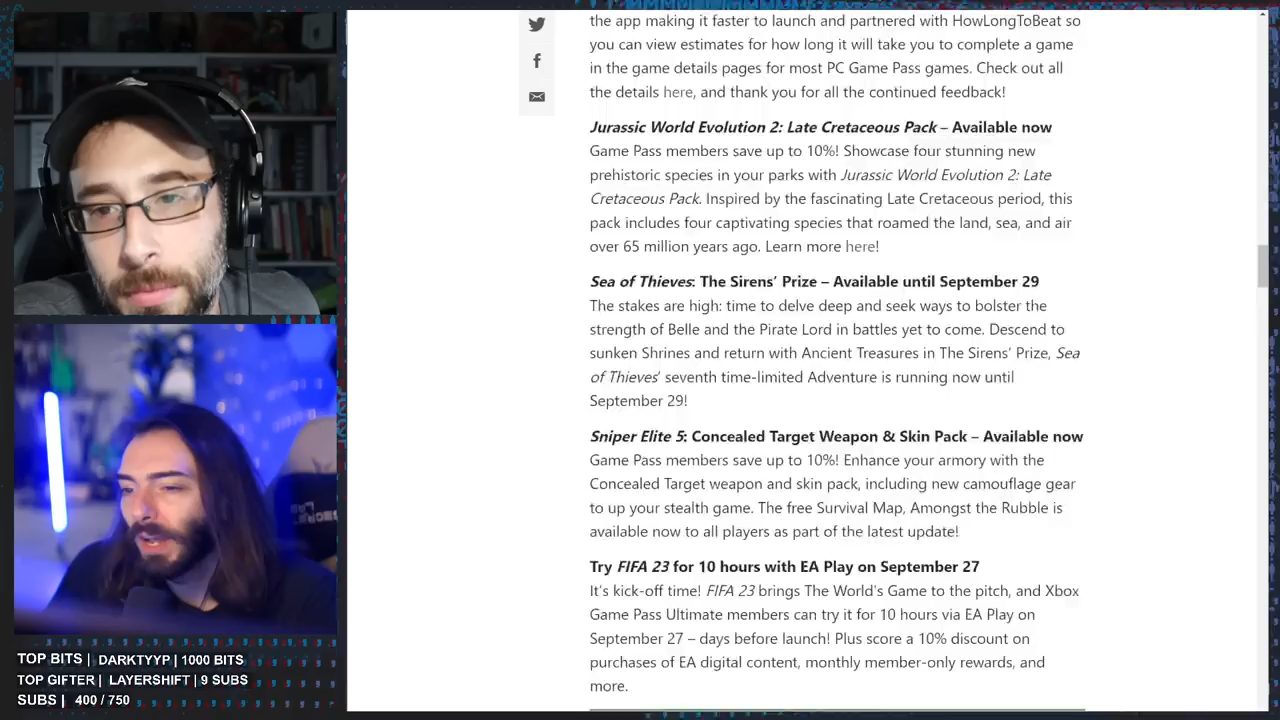 the app making it faster to launch and partnered with HowLongToBeat so
you can view estimates for how long it will take you to complete a game
in the game details pages for most PC Game Pass games. Check out all
the details here, and thank you for all the continued feedback!
Jurassic World Evolution 2: Late Cretaceous Pack – Available now
Game Pass members save up to 10%! Showcase four stunning new
prehistoric species in your parks with Jurassic World Evolution 2: Late
Cretaceous Pack. Inspired by the fascinating Late Cretaceous period, this
pack includes four captivating species that roamed the land, sea, and air
over 65 million years ago. Learn more here!
Sea of Thieves: The Sirens’ Prize – Available until September 29
The stakes are high: time to delve deep and seek ways to bolster the
strength of Belle and the Pirate Lord in battles yet to come. Descend to
sunken Shrines and return with Ancient Treasures in The Sirens’ Prize, Sea
of Thieves’ seventh time-limited Adventure is running now until
September 29!
Sniper Elite 5: Concealed Target Weapon & Skin Pack – Available now
Game Pass members save up to 10%! Enhance your armory with the
Concealed Target weapon and skin pack, including new camouflage gear
to up your stealth game. The free Survival Map, Amongst the Rubble is
available now to all players as part of the latest update!
Try FIFA 23 for 10 hours with EA Play on September 27
It’s kick-off time! FIFA 23 brings The World’s Game to the pitch, and Xbox
Game Pass Ultimate members can try it for 10 hours via EA Play on
September 27 – days before launch! Plus score a 10% discount on
purchases of EA digital content, monthly member-only rewards, and
more.
TOP BITS | DARKTYYP | 1000 BITS
TOP GIFTER | LAYERSHIFT | 9 SUBS
SUBS | 400 / 750